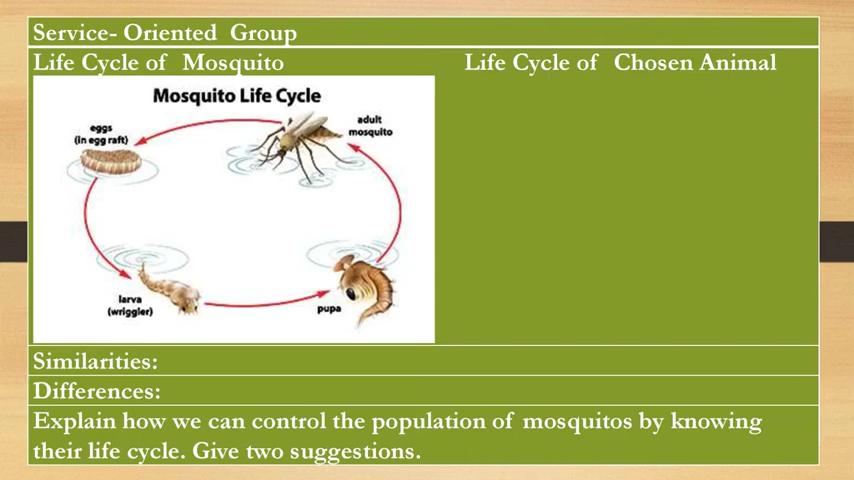 Service- Oriented Group
Life Cycle of Mosquito
Life Cycle of Chosen Animal
Mosquito Life Cycle
eggs
(in egg raft)
adult
mosquito
larva
(wriggler)
pupa
Similarities:
Differences:
Explain how we can control the population of mosquitos by knowing
their life cycle. Give two suggestions.